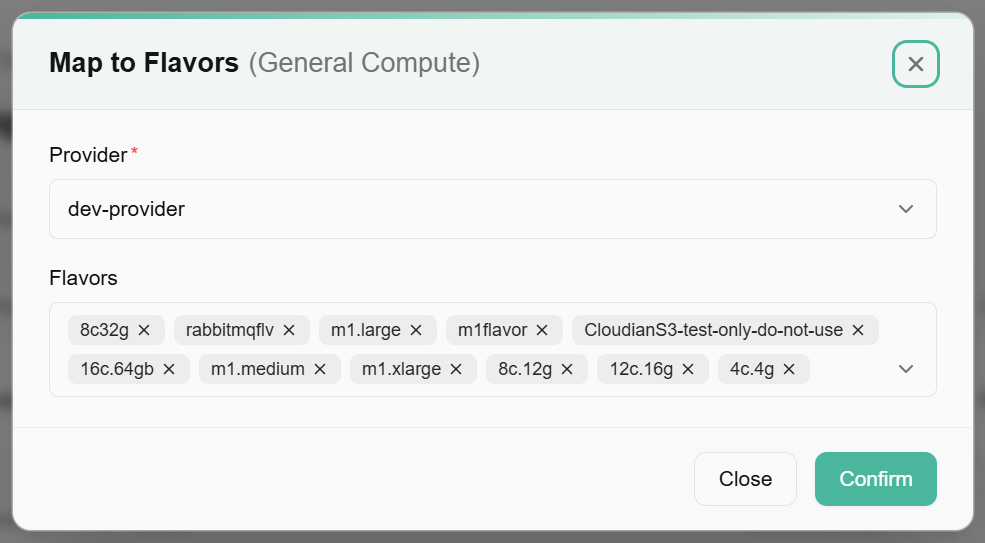 Map to Flavors (General Compute)
Provider*
dev-provider
Flavors
8c32g rabbitmqflv m1.large m1flavor CloudianS3-test-only-do-not-use
16c.64gb m1.medium m1.xlarge 8c.12g 12c.16g 4c.4g
Close Confirm